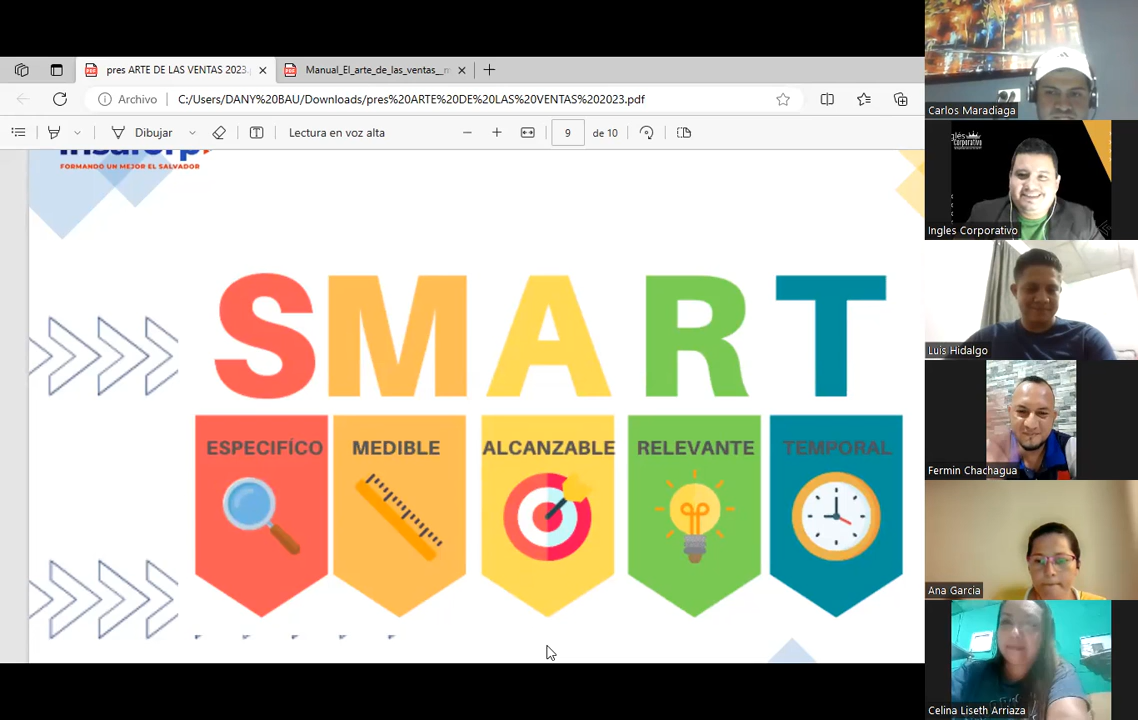 pres ARTE DE LAS VENTAS 2023.
Manual_El_arte_de_las_ventas_
Archivo
C:/Users/DANY%20BAU/Downloads/pres%20ARTE%20DE%20LAS%20VENTAS%202023.pdf
Dibujar
Lectura en voz alta
9
de 10
FORMANDO UN MEJOR EL SALVADOR
SMART
ESPECIFÍCO
MEDIBLE
ALCANZABLE
RELEVANTE
TEMPORAL
Carlos Maradiaga
Ingles Corporativo
Luis Hidalgo
Fermin Chachagua
Ana Garcia
Celina Liseth Arriaza